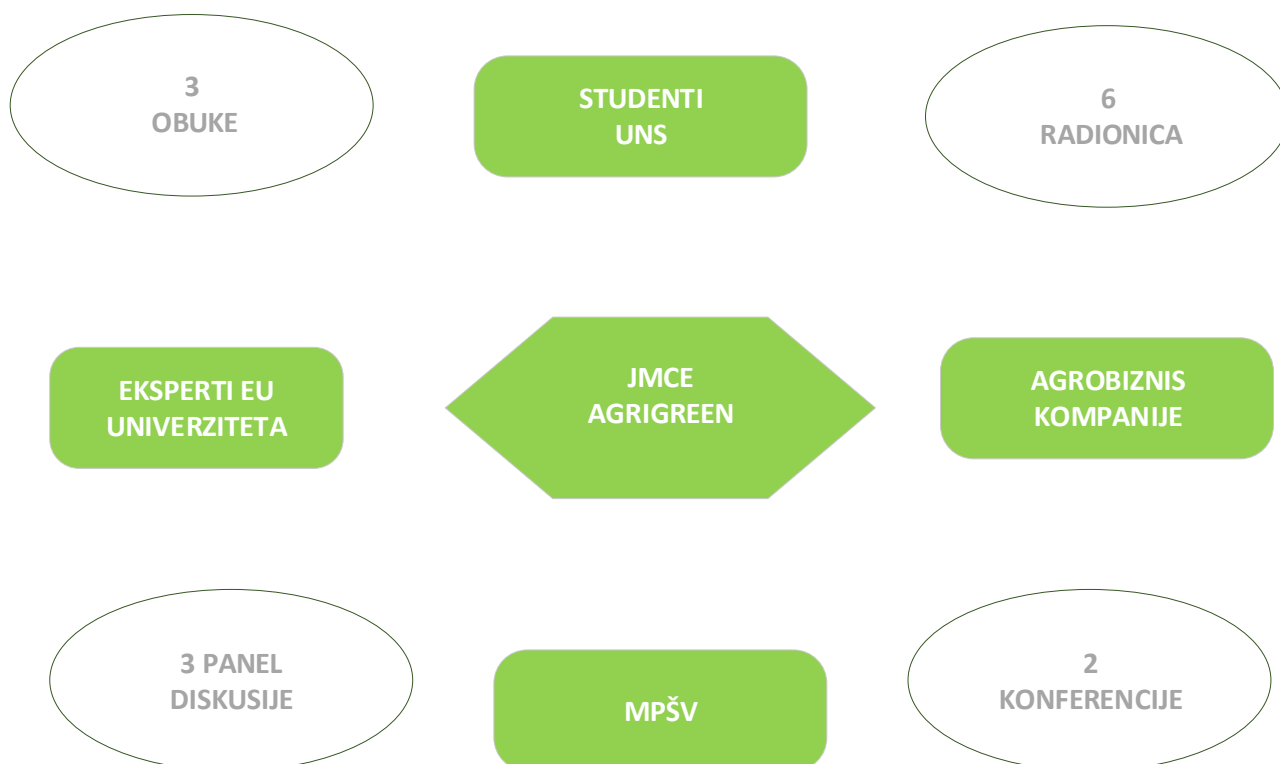 3
OBUKE
STUDENTI
UNS
6
RADIONICA
EKSPERTI EU
UNIVERZITETA
JMCE
AGRIGREEN
AGROBIZNIS
KOMPANIJE
3 PANEL
DISKUSIJE
MPŠV
2
KONFERENCIJE